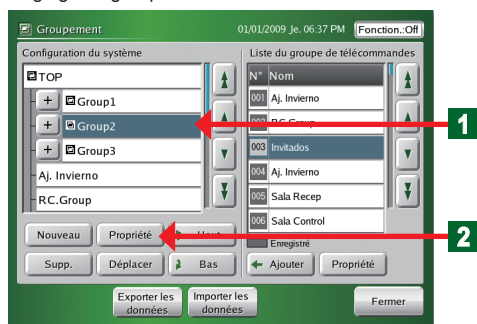 Groupement 01/01/2009 Je. 06:37 PM Fonction.:Off
Configuration du système
TOP
+ Group1
+ Group2
+ Group3
Aj. Invierno
R.C.Group
Nouveau Propriété
Supp. Déplacer Bas
Liste du groupe de télécommandes
N° Nom
001 Aj. Invierno
003 Invitados
004 Aj. Invierno
005 Sala Recep
006 Sala Control
Enregistré
Ajouter Propriété
Exporter les données
Importer les données
Fermer
1
2